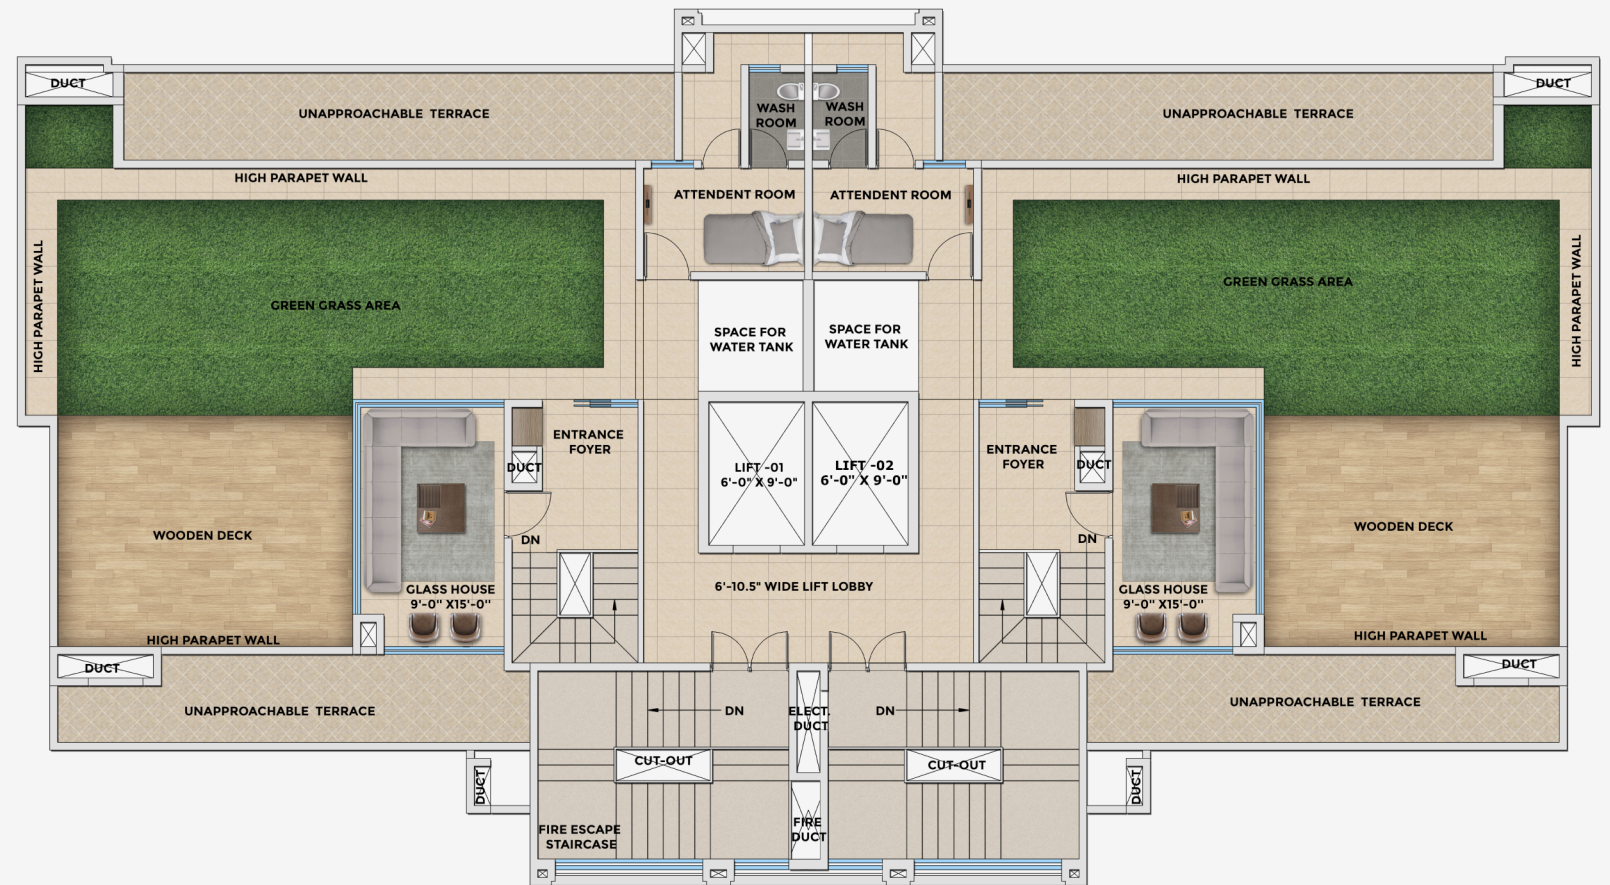 DUCT
UNAPPROACHABLE TERRACE
WASH
ROOM
WASH
ROOM
UNAPPROACHABLE TERRACE
DUCT
HIGH PARAPET WALL
ATTENDENT ROOM
ATTENDENT ROOM
HIGH PARAPET WALL
HIGH PARAPET WALL
GREEN GRASS AREA
SPACE FOR
WATER TANK
SPACE FOR
WATER TANK
GREEN GRASS AREA
HIGH PARAPET WALL
ENTRANCE
FOYER
DUCT
LIFT -01
6'-0" X 9'-0"
LIFT -02
6'-0" X 9'-0"
ENTRANCE
FOYER
DUCT
WOODEN DECK
DN
DN
WOODEN DECK
GLASS HOUSE
9'-0" X15'-0"
6'-10.5" WIDE LIFT LOBBY
GLASS HOUSE
9'-0" X15'-0"
HIGH PARAPET WALL
HIGH PARAPET WALL
DUCT
DUCT
UNAPPROACHABLE TERRACE
DN
ELECT.
DUCT
DN
UNAPPROACHABLE TERRACE
CUT-OUT
CUT-OUT
DUCT
DUCT
FIRE ESCAPE
STAIRCASE
FIRE
DUCT